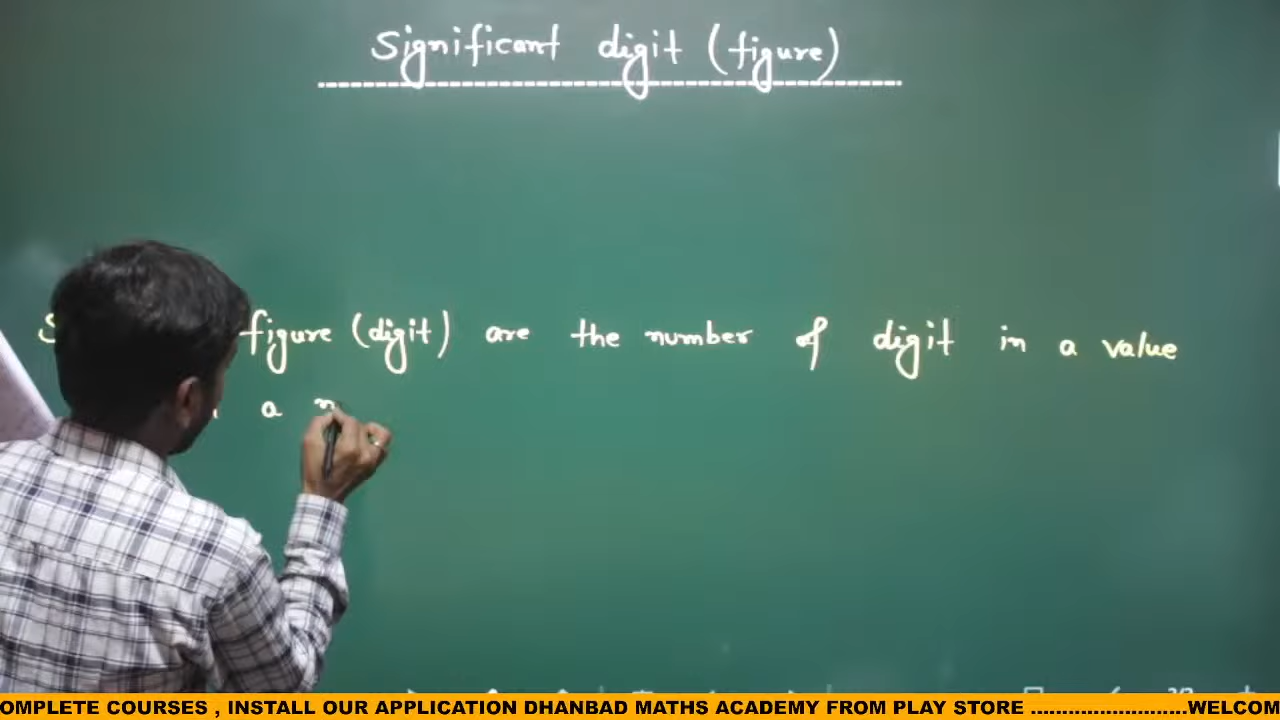 Significant digit (figure)
figure (digit) are the number of digit in a value
a
OMPLETE COURSES , INSTALL OUR APPLICATION DHANBAD MATHS ACADEMY FROM PLAY STORE ..........................WELCOM